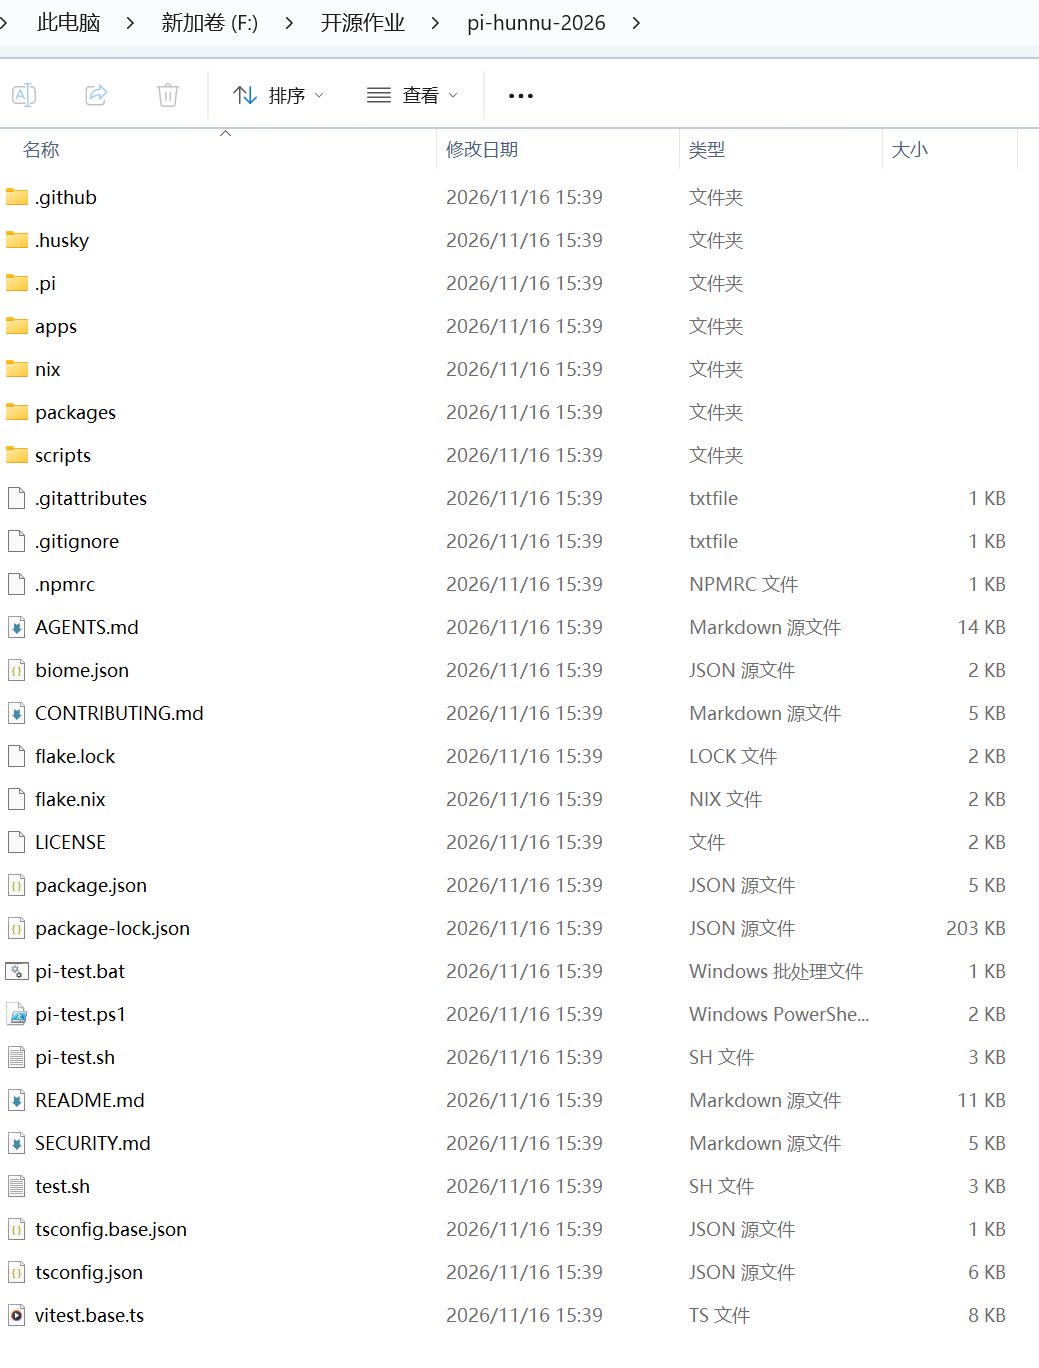 此电脑 > 新加卷 (F:) > 开源作业 > pi-hunnu-2026 >
排序 查看 ...
名称 修改日期 类型 大小
.github 2026/11/16 15:39 文件夹
.husky 2026/11/16 15:39 文件夹
.pi 2026/11/16 15:39 文件夹
apps 2026/11/16 15:39 文件夹
nix 2026/11/16 15:39 文件夹
packages 2026/11/16 15:39 文件夹
scripts 2026/11/16 15:39 文件夹
.gitattributes 2026/11/16 15:39 txtfile 1 KB
.gitignore 2026/11/16 15:39 txtfile 1 KB
.npmrc 2026/11/16 15:39 NPMRC 文件 1 KB
AGENTS.md 2026/11/16 15:39 Markdown 源文件 14 KB
biome.json 2026/11/16 15:39 JSON 源文件 2 KB
CONTRIBUTING.md 2026/11/16 15:39 Markdown 源文件 5 KB
flake.lock 2026/11/16 15:39 LOCK 文件 2 KB
flake.nix 2026/11/16 15:39 NIX 文件 2 KB
LICENSE 2026/11/16 15:39 文件 2 KB
package.json 2026/11/16 15:39 JSON 源文件 5 KB
package-lock.json 2026/11/16 15:39 JSON 源文件 203 KB
pi-test.bat 2026/11/16 15:39 Windows 批处理文件 1 KB
pi-test.ps1 2026/11/16 15:39 Windows PowerShe... 2 KB
pi-test.sh 2026/11/16 15:39 SH 文件 3 KB
README.md 2026/11/16 15:39 Markdown 源文件 11 KB
SECURITY.md 2026/11/16 15:39 Markdown 源文件 5 KB
test.sh 2026/11/16 15:39 SH 文件 3 KB
tsconfig.base.json 2026/11/16 15:39 JSON 源文件 1 KB
tsconfig.json 2026/11/16 15:39 JSON 源文件 6 KB
vitest.base.ts 2026/11/16 15:39 TS 文件 8 KB